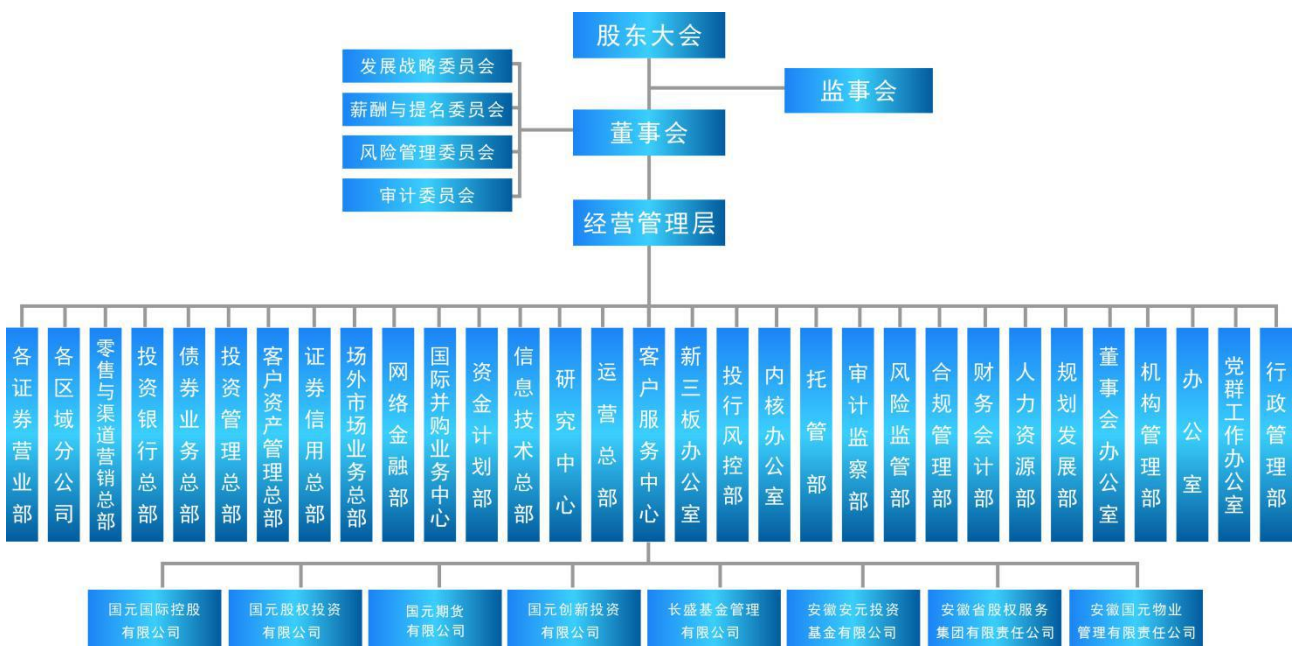 股东大会
发展战略委员会
监事会
薪酬与提名委员会
董事会
风险管理委员会
审计委员会
经营管理层
各证券营业部
各区域分公司
零售与渠道营销总部
投资银行总部
债券业务总部
投资管理总部
客户资产管理总部
证券信用总部
场外市场业务总部
网络金融部
国际并购业务中心
资金计划部
信息技术总部
研究中心
运营总部
客户服务中心
新三板办公室
投行风控部
内核办公室
托管部
审计监察部
风险监管部
合规管理部
财务会计部
人力资源部
规划发展部
董事会办公室
机构管理部
办公室
党群工作办公室
行政管理部
国元国际控股
有限公司
国元股权投资
有限公司
国元期货
有限公司
国元创新投资
有限公司
长盛基金管理
有限公司
安徽安元投资
基金有限公司
安徽省股权服务
集团有限责任公司
安徽国元物业
管理有限责任公司